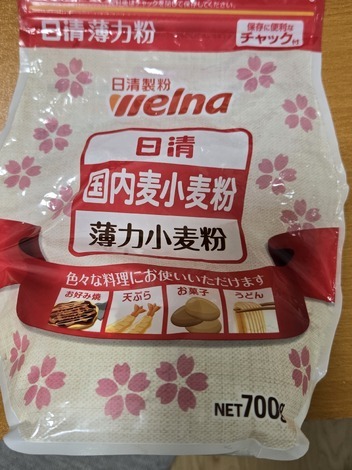 日清薄力粉
保存に便利な
チャック付
日清製粉
welna
日清
国内麦小麦粉
薄力小麦粉
色々な料理にお使いいただけます
お好み焼 天ぷら お菓子 うどん
NET700g